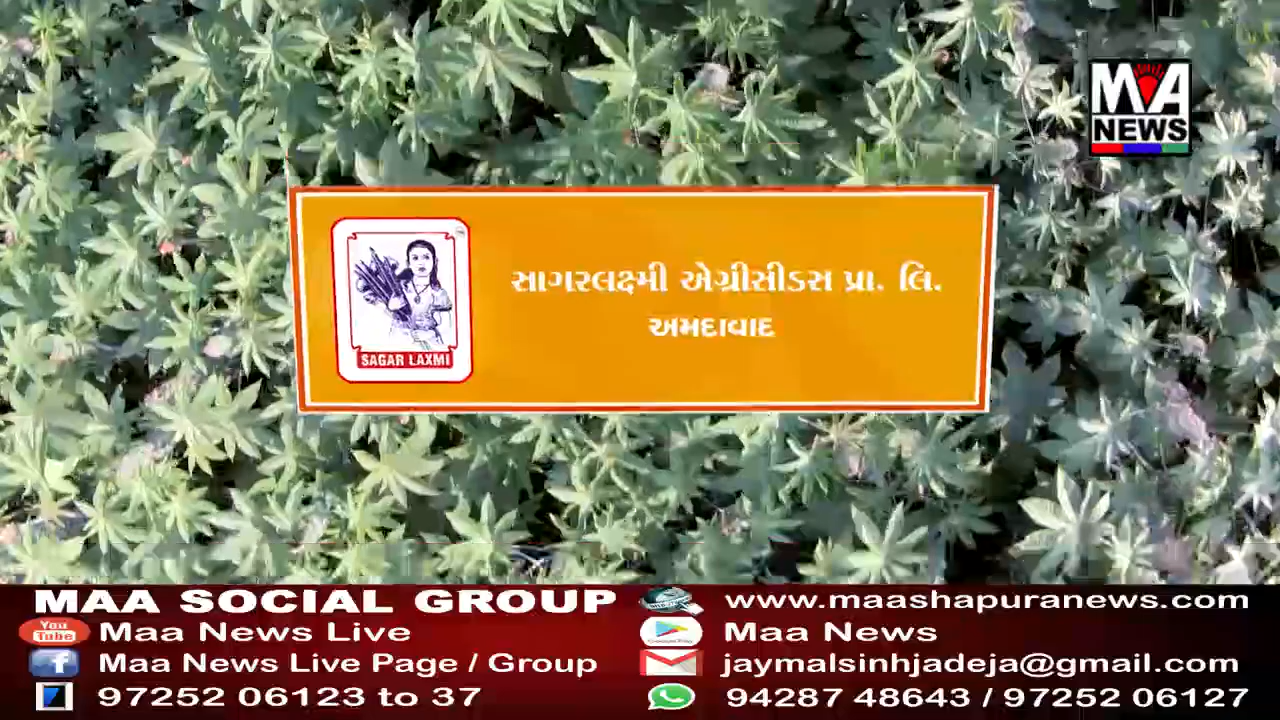 MAA
NEWS
સાગરલક્ષ્મી એગ્રીસીડસ પ્રા. લિ.
અમદાવાદ
SAGAR LAXMI
MAA SOCIAL GROUP
www.maashapuranews.com
You
Tube
Maa News Live
Maa News
Maa News Live Page / Group
jaymalsinhjadeja@gmail.com
97252 06123 to 37
94287 48643 / 97252 06127